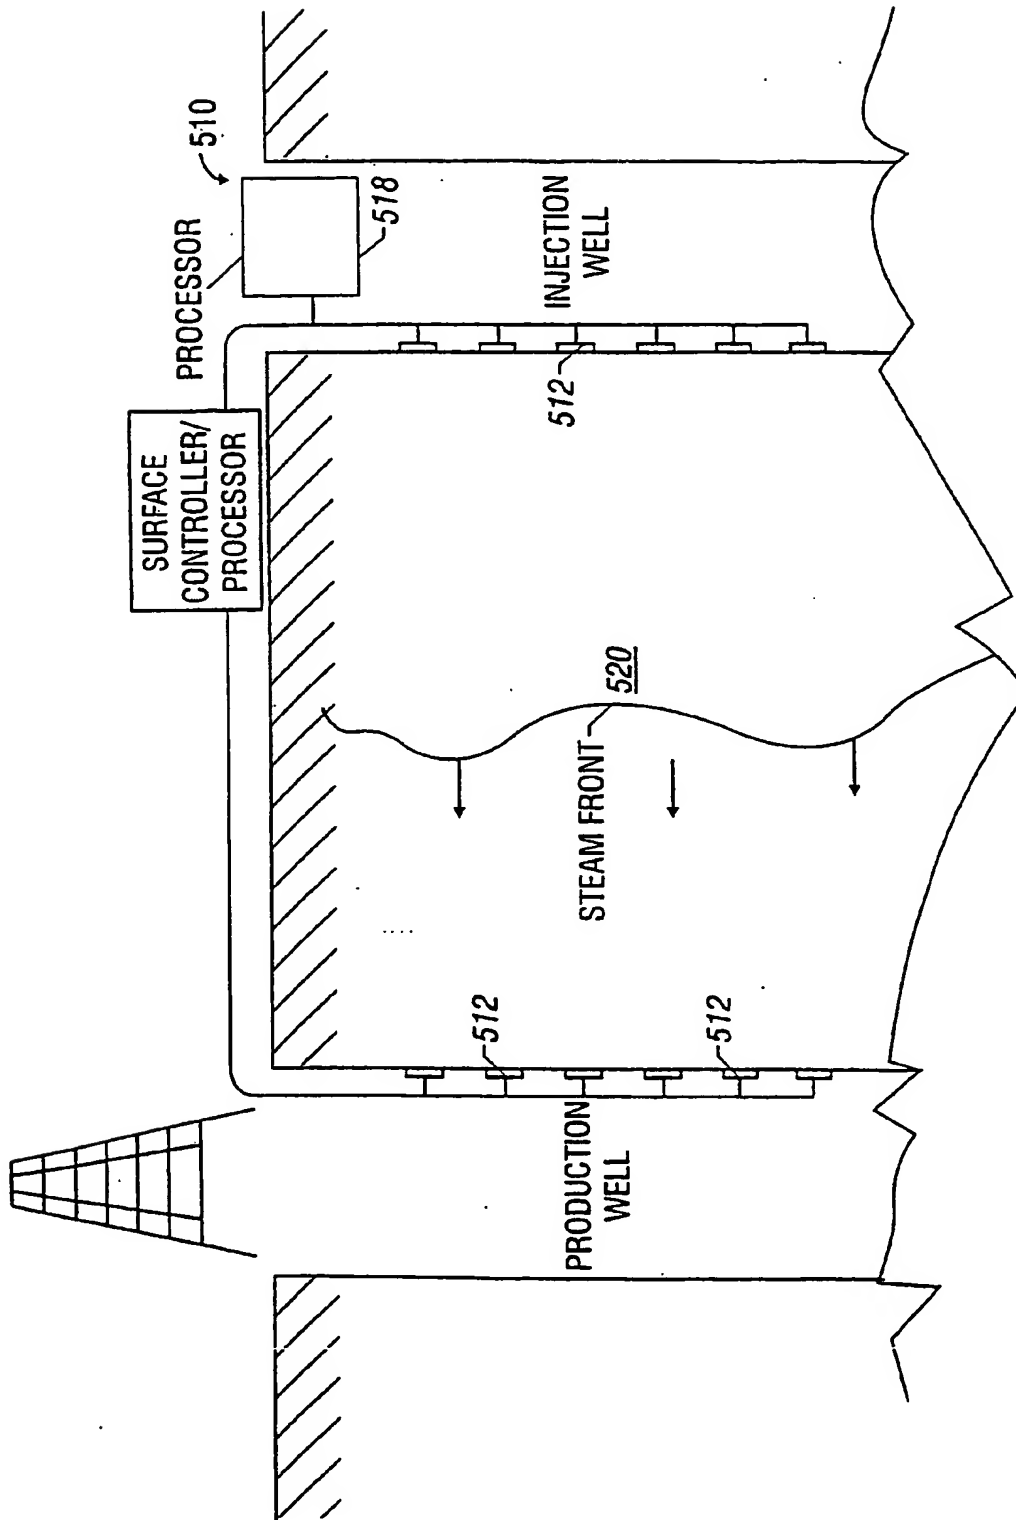 SURFACE
CONTROLLER/
PROCESSOR
PROCESSOR
510
518
INJECTION
WELL
512
STEAM FRONT
520
512
512
PRODUCTION
WELL